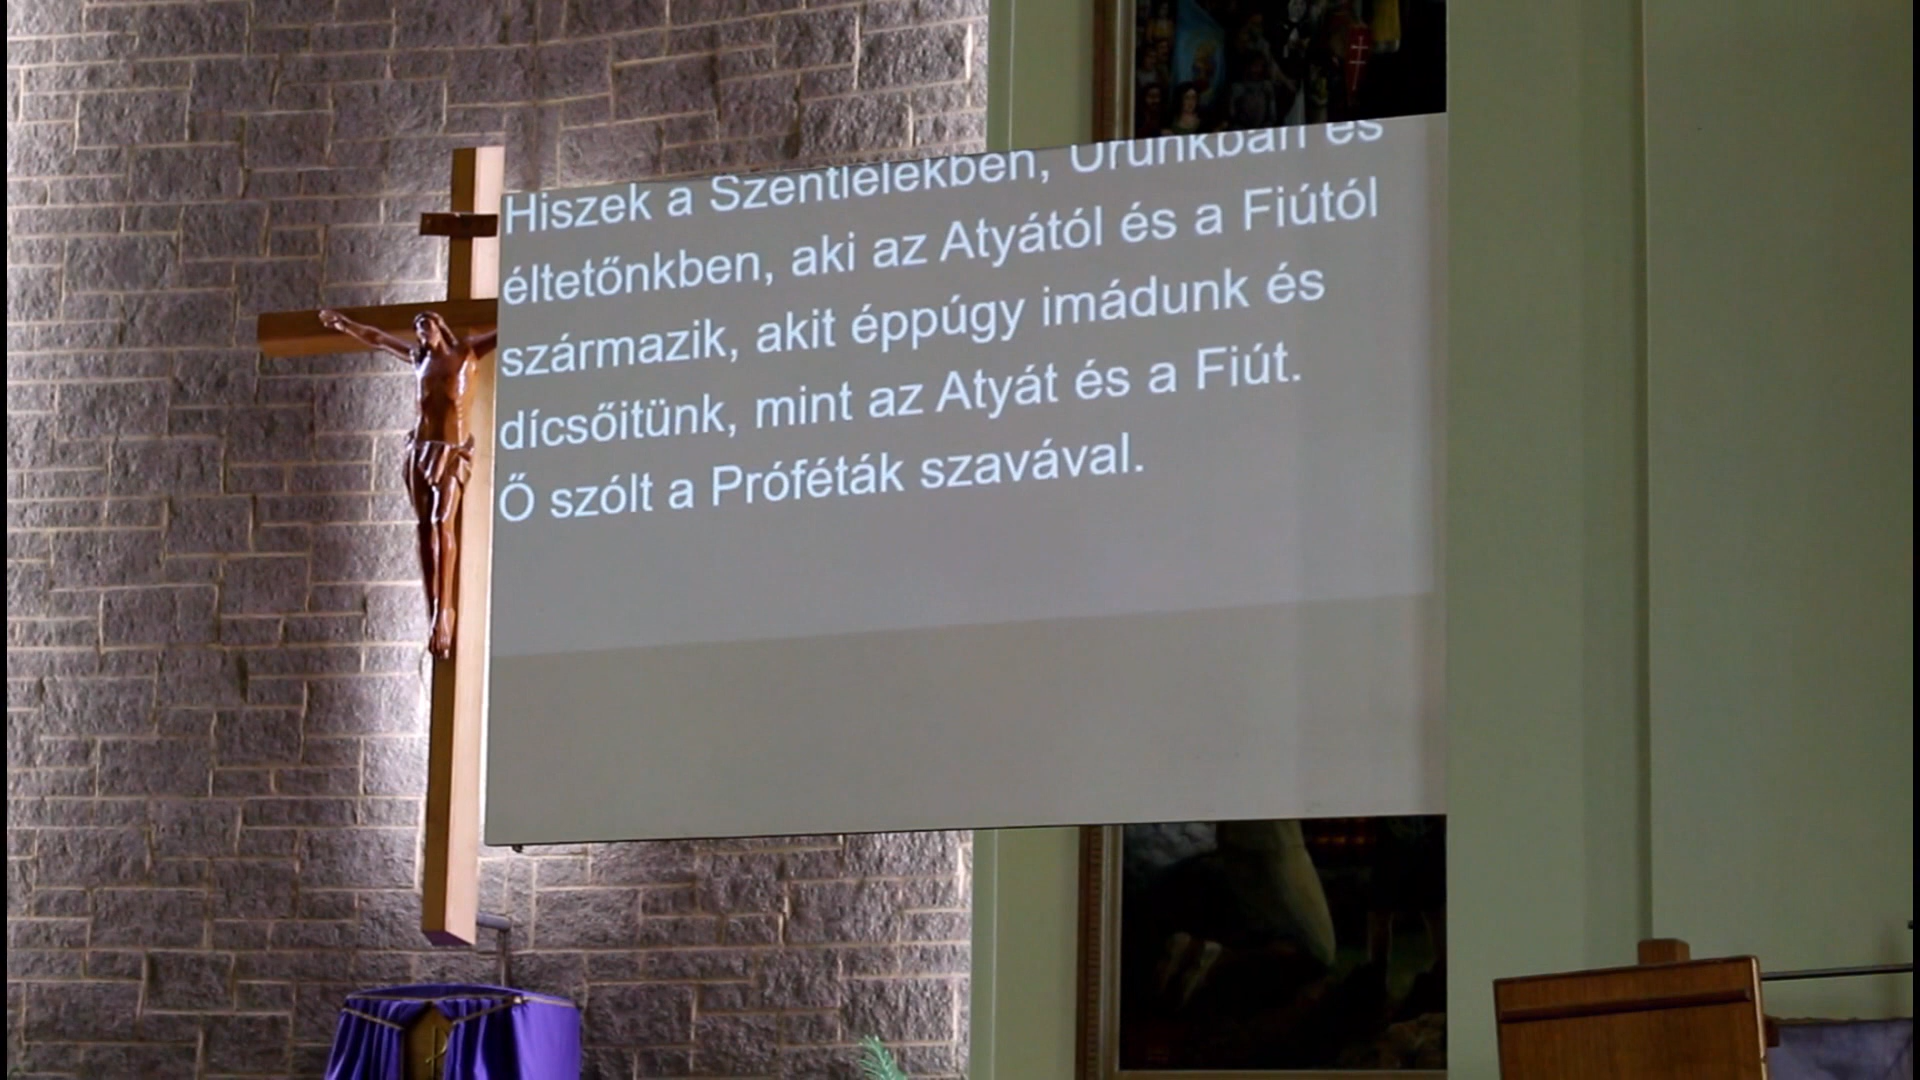 Hiszek a Szentlélekben, Urunkban és
éltetőnkben, aki az Atyától és a Fiútól
származik, akit éppúgy imádunk és
dícsőitünk, mint az Atyát és a Fiút.
Ő szólt a Próféták szavával.